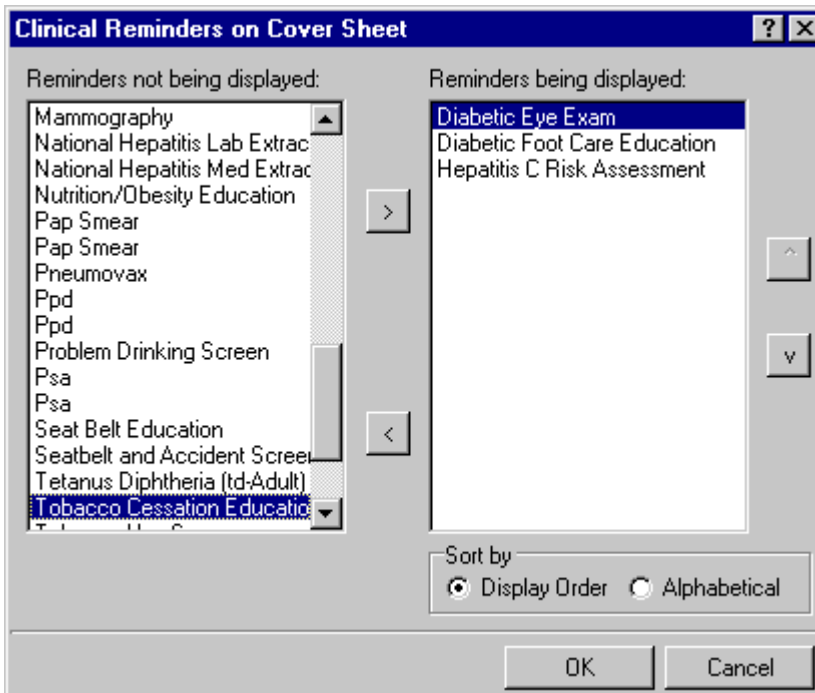 Clinical Reminders on Cover Sheet
Reminders not being displayed:
Mammography
National Hepatitis Lab Extrac
National Hepatitis Med Extrac
Nutrition/Obesity Education
Pap Smear
Pap Smear
Pneumovax
Ppd
Ppd
Problem Drinking Screen
Psa
Psa
Seat Belt Education
Seatbelt and Accident Screen
Tetanus Diphtheria (td-Adult)
Tobacco Cessation Educatio
>
<
Reminders being displayed:
Diabetic Eye Exam
Diabetic Foot Care Education
Hepatitis C Risk Assessment
^
v
Sort by
Display Order Alphabetical
OK Cancel